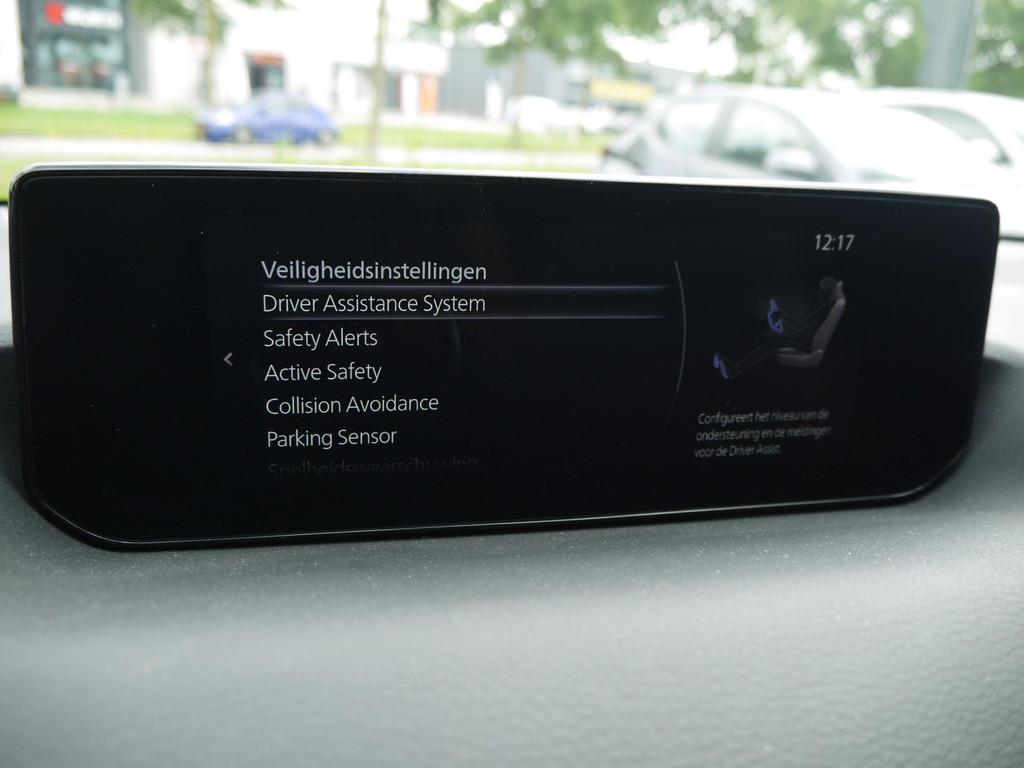 12:17
Veiligheidsinstellingen
Driver Assistance System
Safety Alerts
Active Safety
Collision Avoidance
Parking Sensor
Snelheidswaarschuwing
Configureert het niveau van de
ondersteuning en de meldingen
voor de Driver Assist.